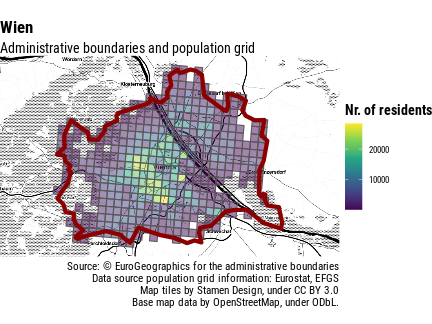 Wien
Administrative boundaries and population grid
Klosterneuburg
Nr. of residents
20000
10000
Source: © EuroGeographics for the administrative boundaries
Data source population grid information: Eurostat, EFGS
Map tiles by Stamen Design, under CC BY 3.0
Base map data by OpenStreetMap, under ODbL.